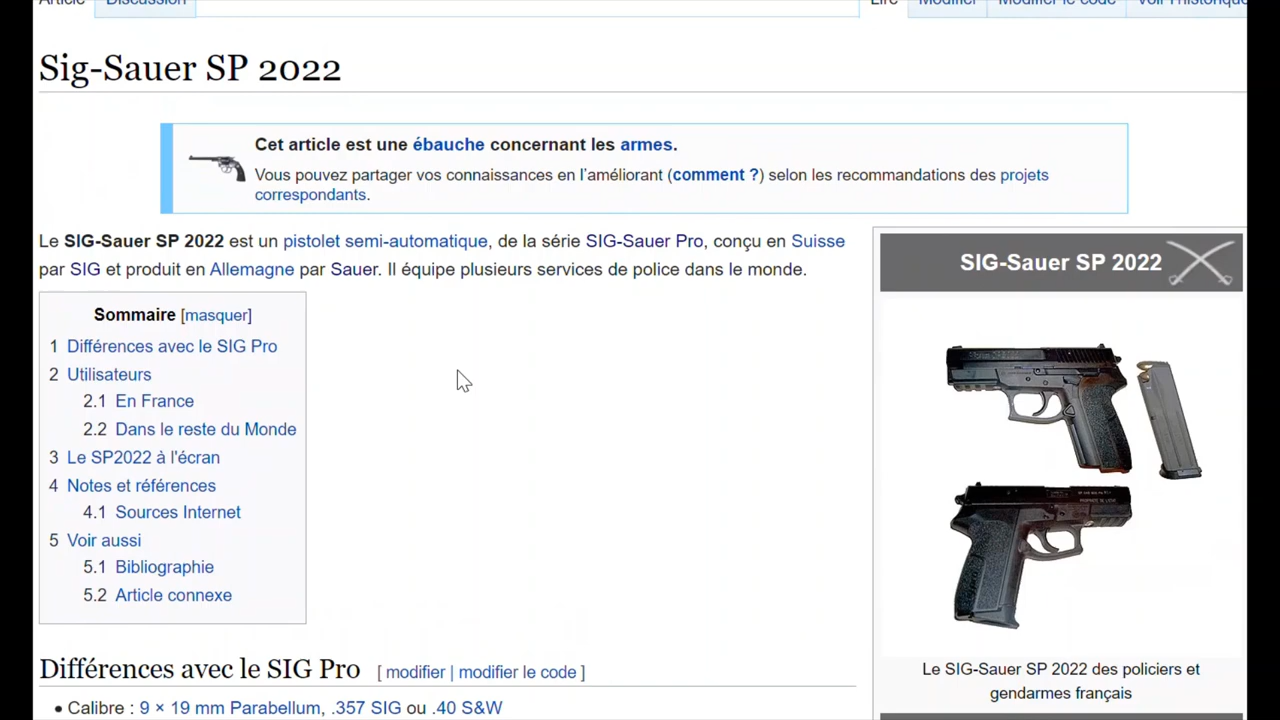 Article Discussion Lire Modifier Modifier le code Voir l'historique
Sig-Sauer SP 2022
Cet article est une ébauche concernant les armes.
Vous pouvez partager vos connaissances en l'améliorant (comment ?) selon les recommandations des projets
correspondants.
Le SIG-Sauer SP 2022 est un pistolet semi-automatique, de la série SIG-Sauer Pro, conçu en Suisse
par SIG et produit en Allemagne par Sauer. Il équipe plusieurs services de police dans le monde.
Sommaire [masquer]
1 Différences avec le SIG Pro
2 Utilisateurs
2.1 En France
2.2 Dans le reste du Monde
3 Le SP2022 à l'écran
4 Notes et références
4.1 Sources Internet
5 Voir aussi
5.1 Bibliographie
5.2 Article connexe
SIG-Sauer SP 2022
Le SIG-Sauer SP 2022 des policiers et
gendarmes français
Différences avec le SIG Pro [ modifier | modifier le code ]
• Calibre : 9 × 19 mm Parabellum, .357 SIG ou .40 S&W